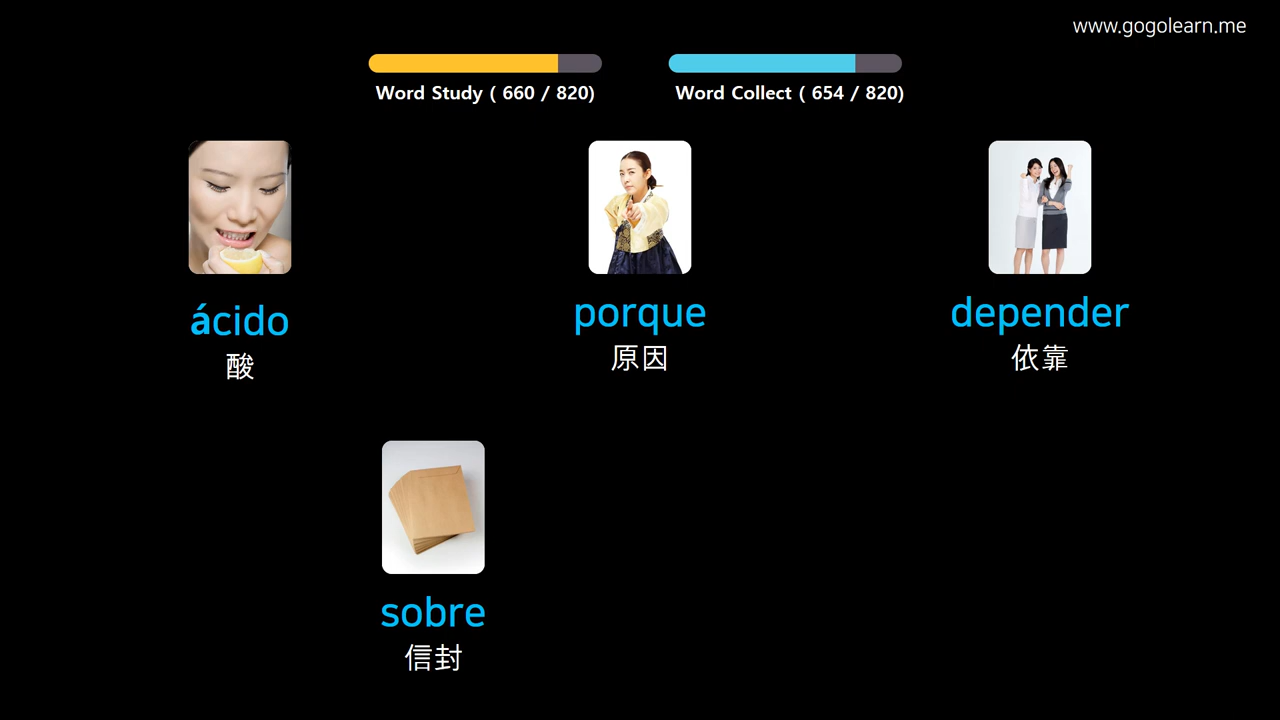 www.gogolearn.me
Word Study ( 660 / 820)
Word Collect ( 654 / 820)
ácido
酸
porque
原因
depender
依靠
sobre
信封